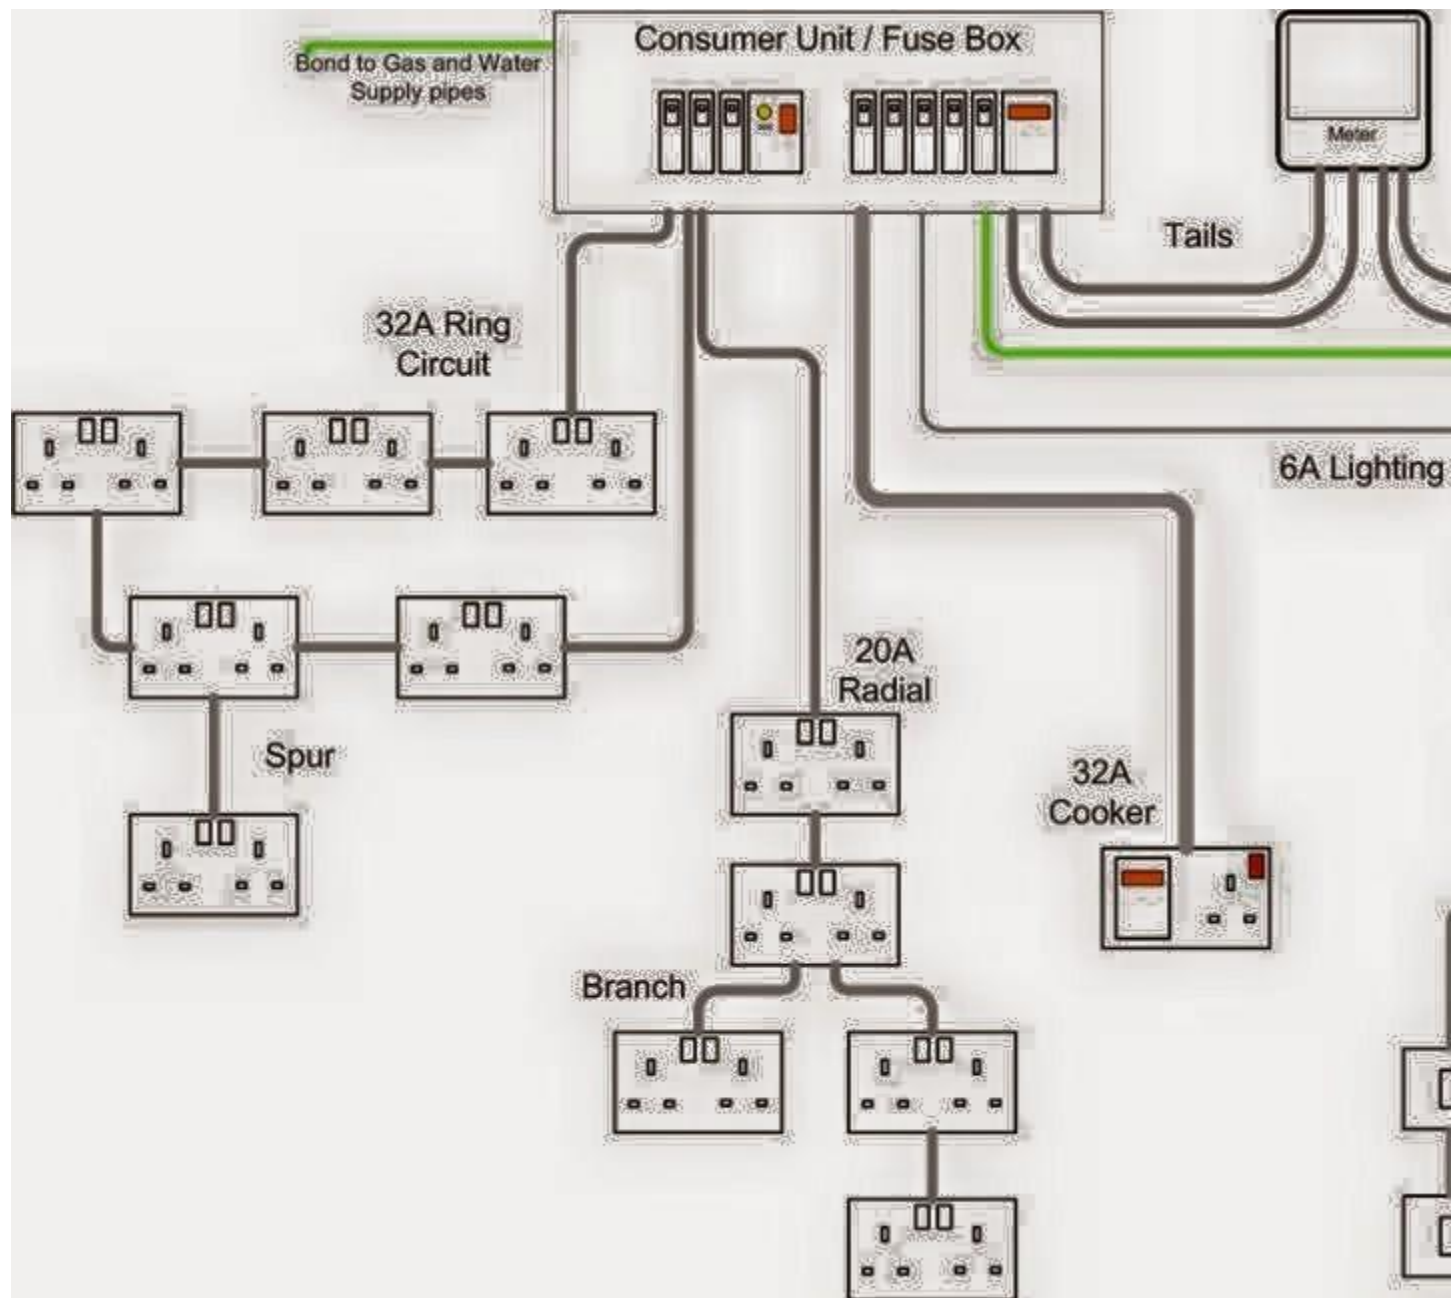 Consumer Unit / Fuse Box
Bond to Gas and Water
Supply pipes
Meter
Tails
32A Ring
Circuit
6A Lighting
20A
Radial
Spur
32A
Cooker
Branch